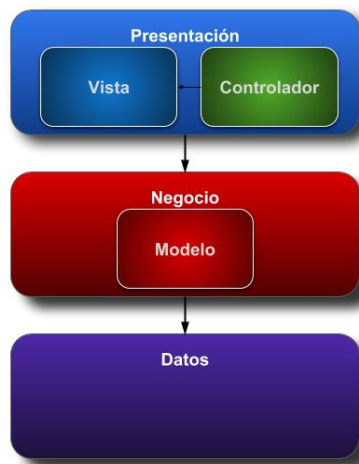 Presentación
Vista
Controlador
Negocio
Modelo
Datos